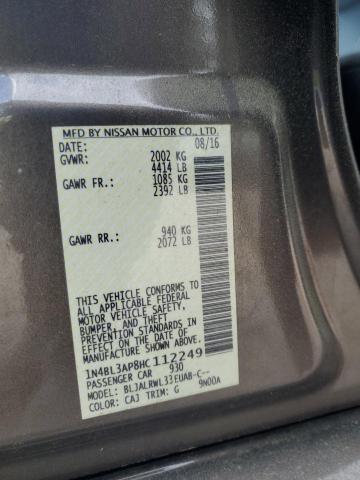 MFD BY NISSAN MOTOR CO., LTD.
DATE: 08/16
GVWR: 2002 KG
4414 LB
GAWR FR.: 1085 KG
2392 LB
GAWR RR.: 940 KG
2072 LB
THIS VEHICLE CONFORMS TO
ALL APPLICABLE FEDERAL
MOTOR VEHICLE SAFETY,
BUMPER, AND THEFT
PREVENTION STANDARDS IN
EFFECT ON THE DATE OF
MANUFACTURE SHOWN ABOVE.
1N4BL3AP8HC112249
PASSENGER CAR 930
MODEL: BLJALRWL33EUAB-C--
COLOR: CAJ TRIM: G 9N00A